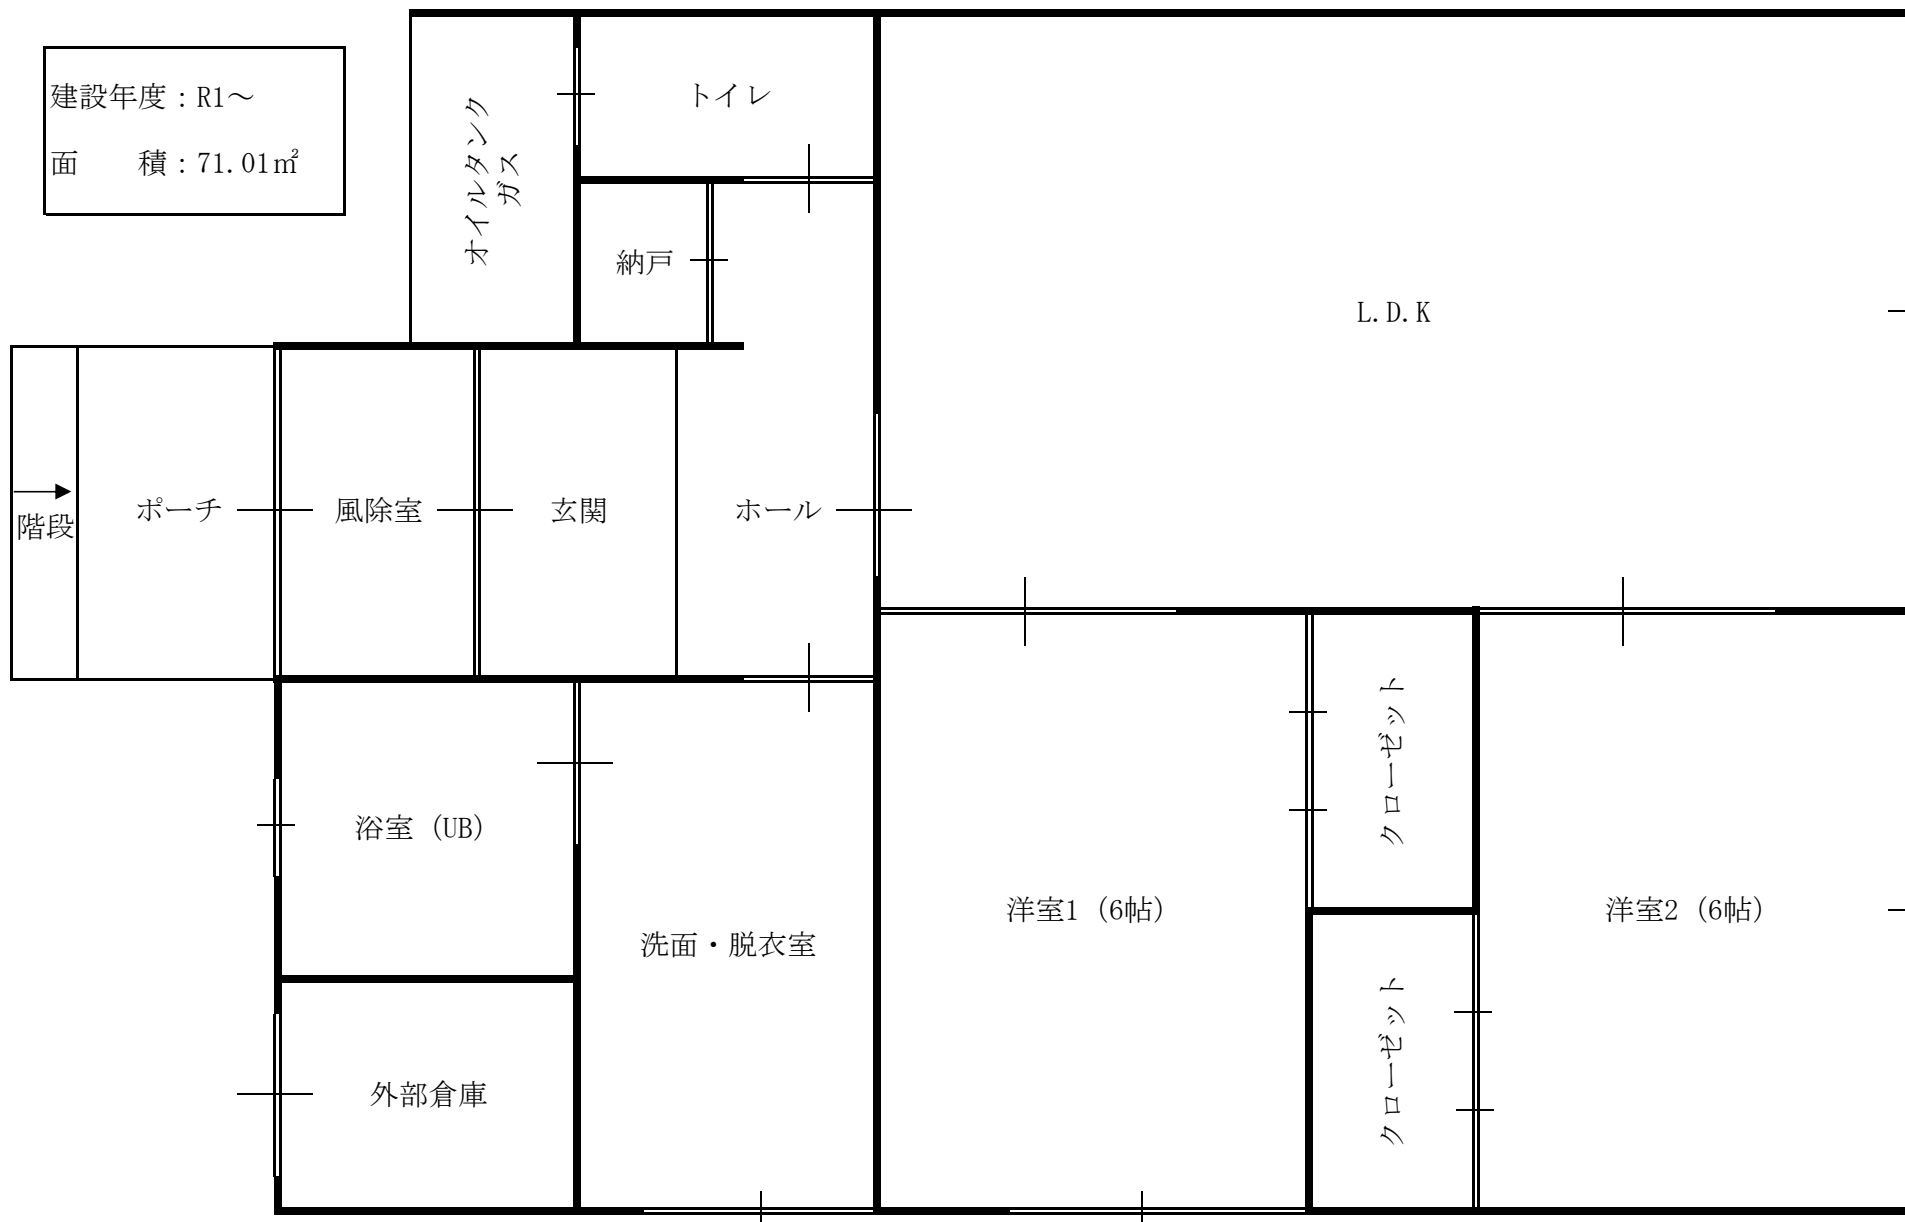 建設年度：R1～
面　　積：71.01㎡
オイルタンク
ガス
トイレ
納戸
L.D.K
階段
ポーチ
風除室
玄関
ホール
クローゼット
浴室（UB）
洋室1（6帖）
洋室2（6帖）
洗面・脱衣室
クローゼット
外部倉庫